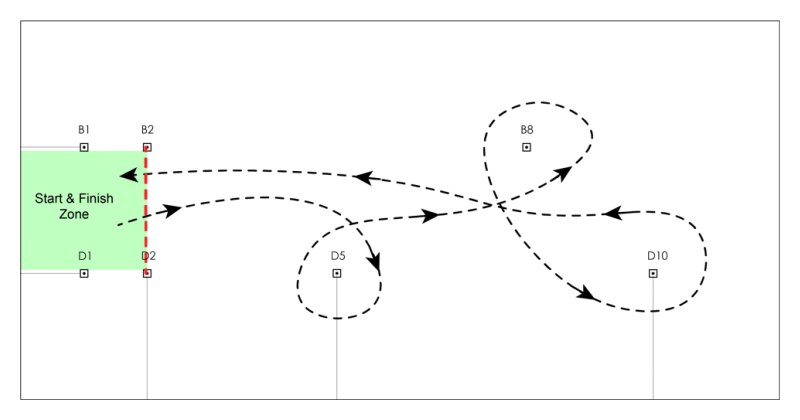 B1
B2
B8
Start & Finish
Zone
D1
D2
D5
D10